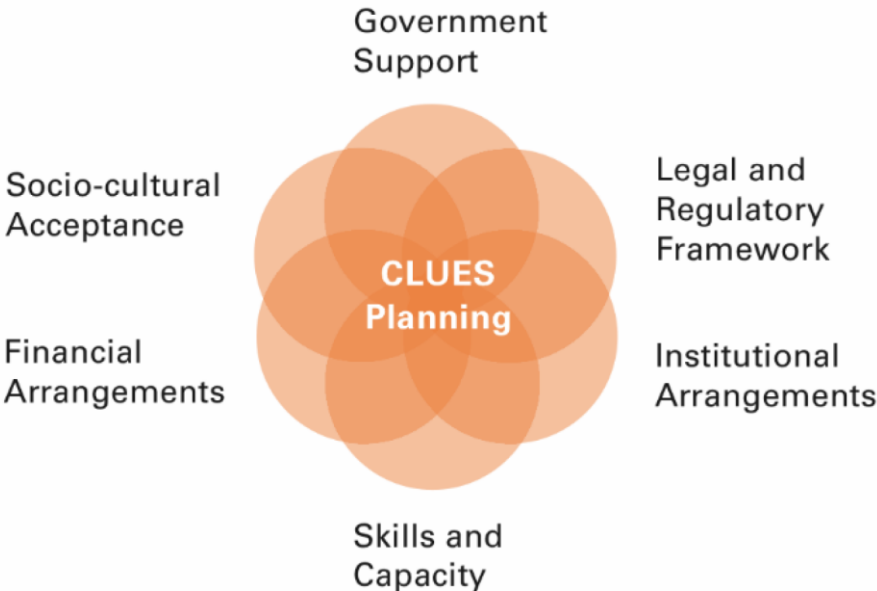 Government
Support
Socio-cultural
Acceptance
Legal and
Regulatory
Framework
CLUES
Planning
Financial
Arrangements
Institutional
Arrangements
Skills and
Capacity